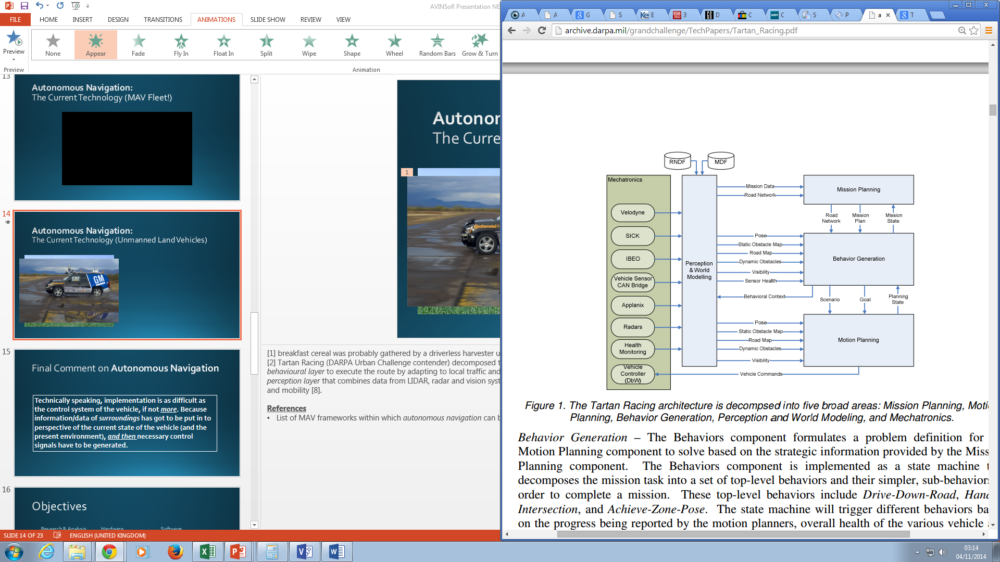 AVINSoR Presentation NE
FILE HOME INSERT DESIGN TRANSITIONS ANIMATIONS SLIDE SHOW REVIEW VIEW
Preview
None Appear Fade Fly In Float In Split Wipe Shape Wheel Random Bars Grow & Turn
Preview Animation
13
Autonomous Navigation:
The Current Technology (MAV Fleet!)
14
Autonomous Navigation:
The Current Technology (Unmanned Land Vehicles)
Continental
CAT
GM
15
Final Comment on Autonomous Navigation
Technically speaking, implementation is as difficult as
the control system of the vehicle, if not more. Because
information/data of surroundings has got to be put in to
perspective of the current state of the vehicle (and the
present environment), and then necessary control
signals have to be generated.
16
Objectives
Research & Analysis Hardware Software
Autonon
The Curre
1
Continental
[1] breakfast cereal was probably gathered by a driverless harvester u
[2] Tartan Racing (DARPA Urban Challenge contender) decomposed t
behavioural layer to execute the route by adapting to local traffic and
perception layer that combines data from LIDAR, radar and vision syst
and mobility [8].
References
• List of MAV frameworks within which autonomous navigation can b
SLIDE 14 OF 23 ENGLISH (UNITED KINGDOM)
A A G S E 3 D C C S P a T
archive.darpa.mil/grandchallenge/TechPapers/Tartan_Racing.pdf
RNDF MDF
Mechatronics
Velodyne
SICK
IBEO
Vehicle Sensor
CAN Bridge
Applanix
Radars
Health
Monitoring
Vehicle
Controller
(DbW)
Perception
& World
Modelling
Mission Data
Road Network
Mission Planning
Road
Network
Mission
Plan
Mission
State
Pose
Static Obstacle Map
Road Map
Dynamic Obstacles
Visibility
Sensor Health
Behavior Generation
Behavioral Context
Scenario
Goal
Planning
State
Pose
Static Obstacle Map
Road Map
Dynamic Obstacles
Visibility
Motion Planning
Vehicle Commands
Figure 1. The Tartan Racing architecture is decompsed into five broad areas: Mission Planning, Moti
Planning, Behavior Generation, Perception and World Modeling, and Mechatronics.
Behavior Generation – The Behaviors component formulates a problem definition for
Motion Planning component to solve based on the strategic information provided by the Miss
Planning component. The Behaviors component is implemented as a state machine t
decomposes the mission task into a set of top-level behaviors and their simpler, sub-behaviors
order to complete a mission. These top-level behaviors include Drive-Down-Road, Hand
Intersection, and Achieve-Zone-Pose. The state machine will trigger different behaviors ba
on the progress being reported by the motion planners, overall health of the various vehicle
03:14
04/11/2014